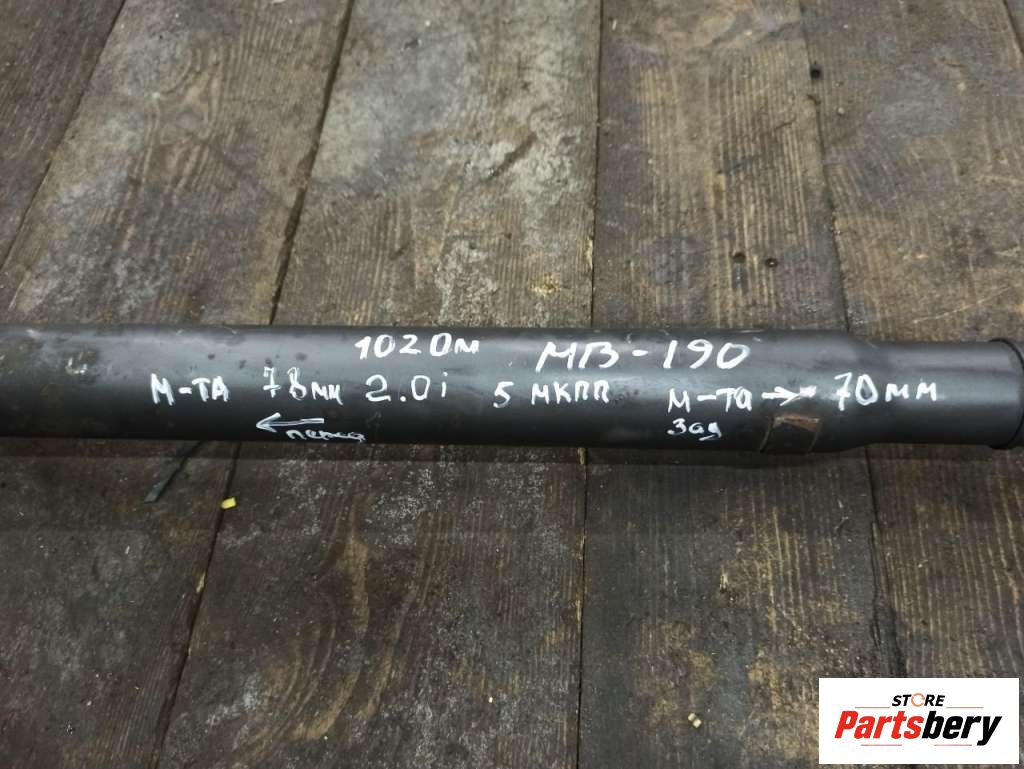 1020м МВ-190
М-ТА 78мм 2.0i 5 МКПП М-Та → 70мм
← перед зад
STORE
Partsbery